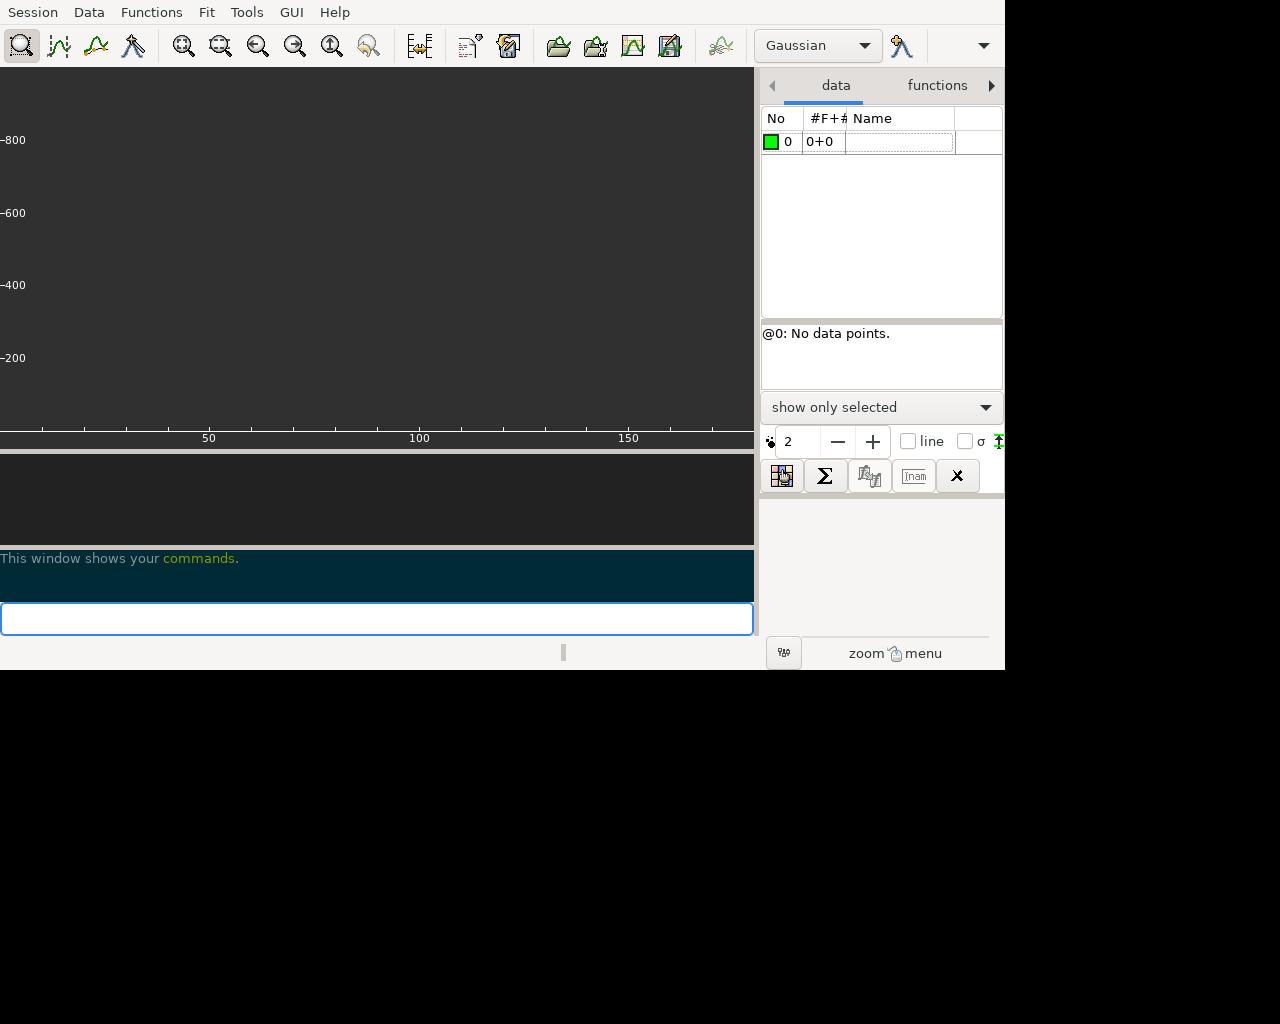 Session Data Functions Fit Tools GUI Help
Gaussian
data functions
No #F+# Name
0 0+0
800
600
400
200
50 100 150
@0: No data points.
show only selected
2 line σ
Σ
This window shows your commands.
zoom menu